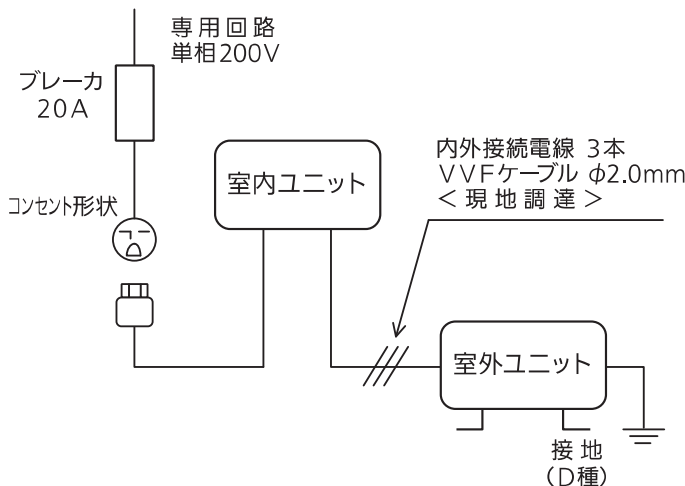 専用回路
単相200V
ブレーカ
20A
コンセント形状
室内ユニット
内外接続電線 3本
VVFケーブル φ2.0mm
<現地調達>
室外ユニット
接地
(D種)